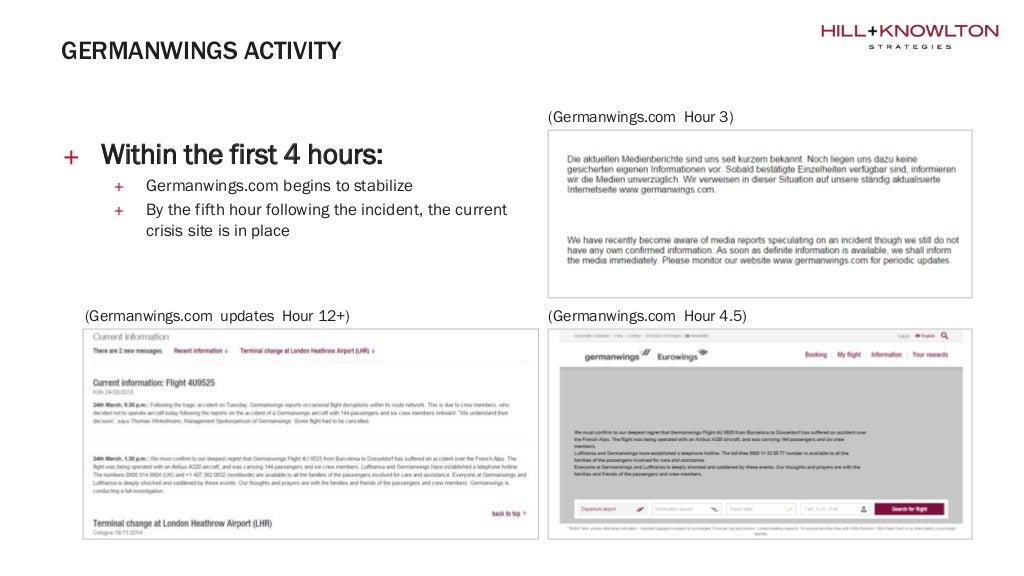 HILL+KNOWLTON
STRATEGIES
GERMANWINGS ACTIVITY
+ Within the first 4 hours:
+ Germanwings.com begins to stabilize
+ By the fifth hour following the incident, the current
crisis site is in place
(Germanwings.com Hour 3)
Die aktuellen Medienberichte sind uns seit kurzem bekannt. Noch liegen uns dazu keine
gesicherten eigenen Informationen vor. Sobald bestätigte Einzelheiten verfügbar sind, informieren
wir die Medien unverzüglich. Wir verweisen in dieser Situation auf unsere ständig aktualisierte
Internetseite www.germanwings.com.
We have recently become aware of media reports speculating on an incident though we still do not
have any own confirmed information. As soon as definite information is available, we shall inform
the media immediately. Please monitor our website www.germanwings.com for periodic updates.
(Germanwings.com updates Hour 12+)
Current information
There are 2 new messages Recent information ↓ Terminal change at London Heathrow Airport (LHR) ↓
Current information: Flight 4U9525
Köln 24/03/2015
24th March, 5.30 p.m.: Following the tragic accident on Tuesday, Germanwings reports occasional flight disruptions within its route network. This is due to crew members, who
decided not to operate aircraft today following the reports on the accident of a Germanwings aircraft with 144 passengers and six crew members onboard. "We understand their
decision", says Thomas Winkelmann, Management Spokesperson of Germanwings. Some flight had to be cancelled.
24th March, 1.30 p.m.: We must confirm to our deepest regret that Germanwings Flight 4U 9525 from Barcelona to Düsseldorf has suffered an accident over the French Alps. The
flight was being operated with an Airbus A320 aircraft, and was carrying 144 passengers and six crew members. Lufthansa and Germanwings have established a telephone hotline.
The numbers are available to all the families of the passengers involved for care and assistance. Everyone at Germanwings and
Lufthansa is deeply shocked and saddened by these events. Our thoughts and prayers are with the families and friends of the passengers and crew members. Germanwings is
conducting a full investigation.
back to top ↑
Terminal change at London Heathrow Airport (LHR)
Cologne 18/11/2014
(Germanwings.com Hour 4.5)
Corporate customers | Help | Contact | Schedule of charges | Newsletter Log in English
germanwings Eurowings Booking | My flight | Information | Your rewards
We must confirm to our deepest regret that Germanwings Flight 4U 9525 from Barcelona to Düsseldorf has suffered an accident over
the French Alps. The flight was being operated with an Airbus A320 aircraft, and was carrying 144 passengers and six crew
members.
Lufthansa and Germanwings have established a telephone hotline. The toll-free 0800 11 33 55 77 number is available to all the
families of the passengers involved for care and assistance.
Everyone at Germanwings and Lufthansa is deeply shocked and saddened by these events. Our thoughts and prayers are with the
families and friends of the passengers and crew members.
Departure airport Destination airport Travel date Search for flight